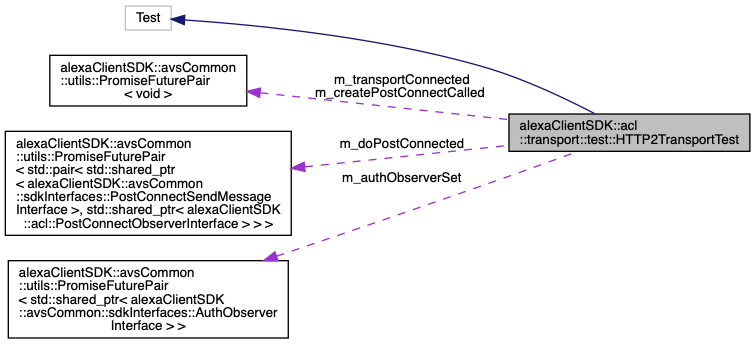 Test
alexaClientSDK::avsCommon
::utils::PromiseFuturePair
< void >
m_transportConnected
m_createPostConnectCalled
alexaClientSDK::acl
::transport::test::HTTP2TransportTest
alexaClientSDK::avsCommon
::utils::PromiseFuturePair
< std::pair< std::shared_ptr
< alexaClientSDK::avsCommon
::sdkInterfaces::PostConnectSendMessage
Interface >, std::shared_ptr< alexaClientSDK
::acl::PostConnectObserverInterface > > >
m_doPostConnected
m_authObserverSet
alexaClientSDK::avsCommon
::utils::PromiseFuturePair
< std::shared_ptr< alexaClientSDK
::avsCommon::sdkInterfaces::AuthObserver
Interface > >